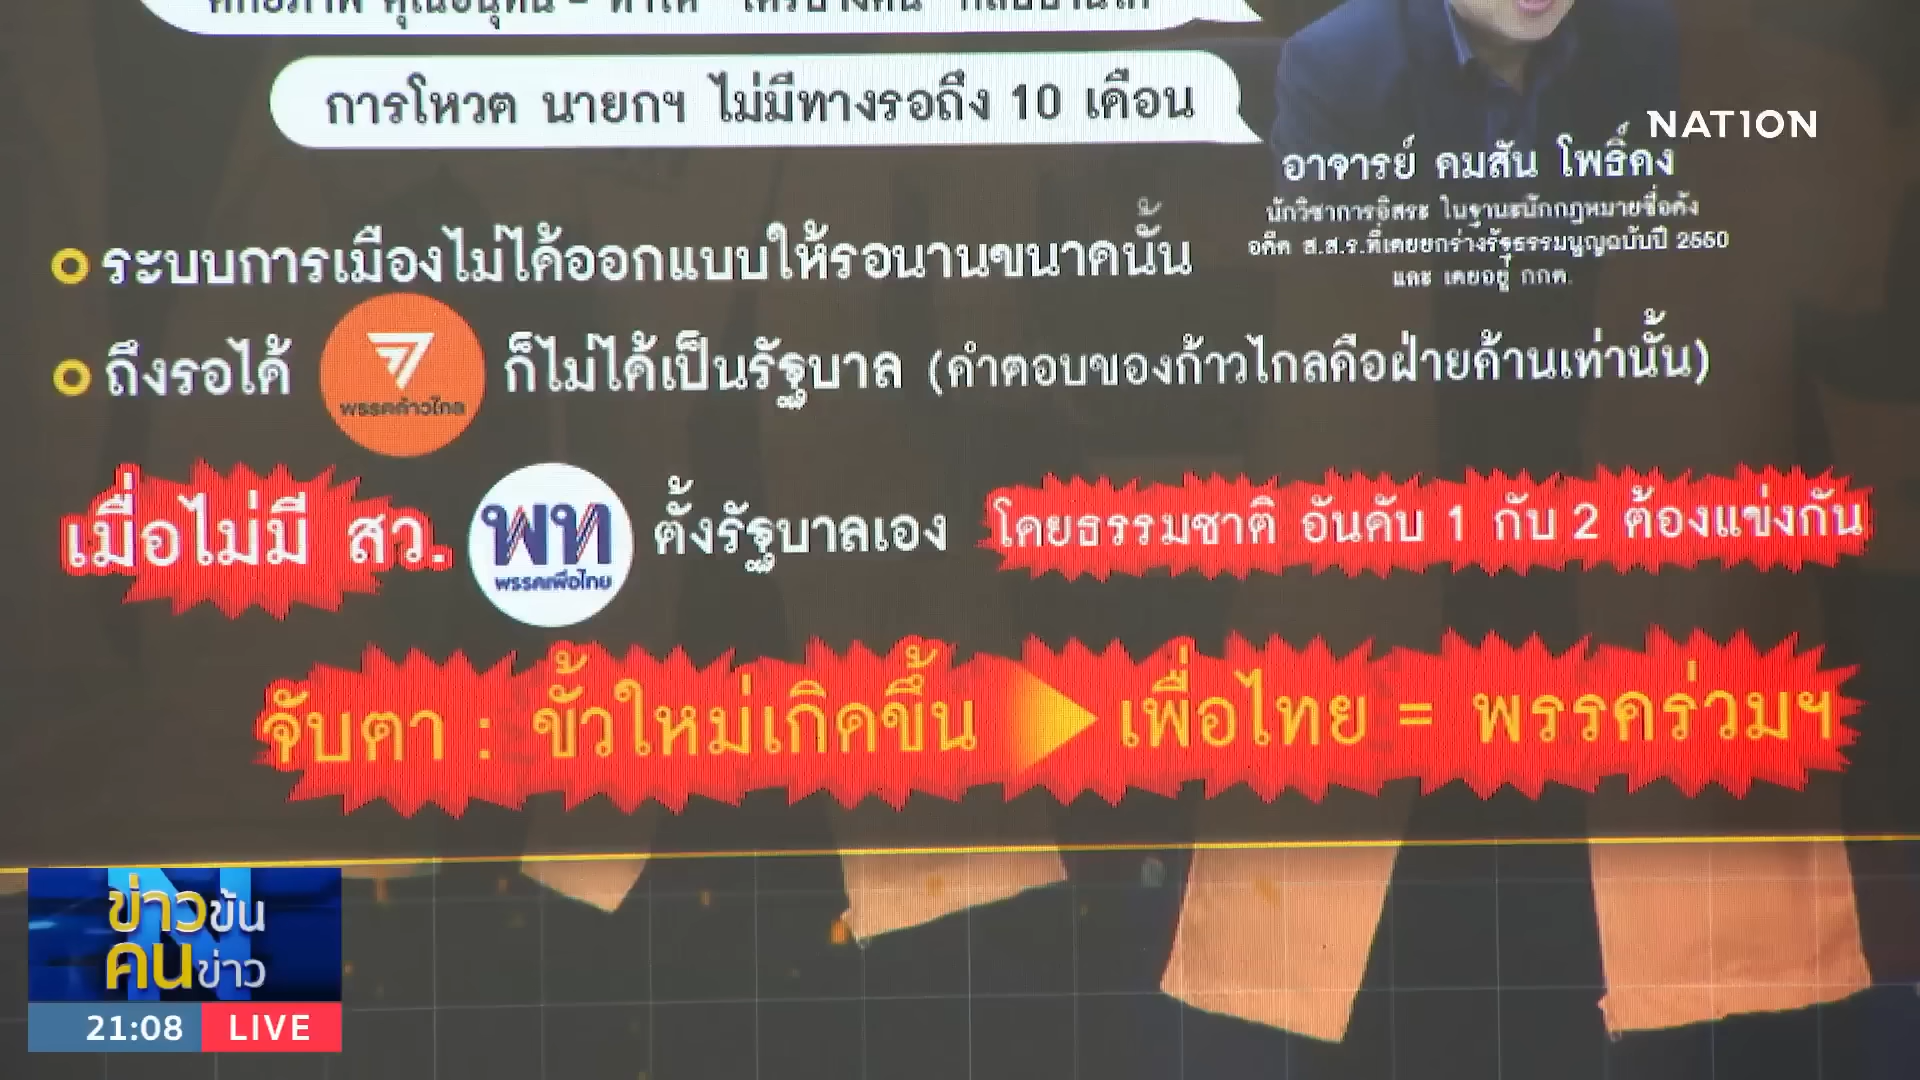 การโหวต นายกฯ ไม่มีทางรอถึง 10 เดือน
NATION
อาจารย์ คมสัน โพธิ์คง
นักวิชาการอิสระ ในฐานะนักกฎหมายชื่อดัง
อดีต ส.ส.ร.ที่เคยยกร่างรัฐธรรมนูญฉบับปี 2550
และ เคยอยู่ กกต.
ระบบการเมืองไม่ได้ออกแบบให้รอนานขนาดนั้น
ถึงรอได้ พรรคก้าวไกล ก็ไม่ได้เป็นรัฐบาล (คำตอบของก้าวไกลคือฝ่ายค้านเท่านั้น)
เมื่อไม่มี สว. พท พรรคเพื่อไทย ตั้งรัฐบาลเอง โดยธรรมชาติ อันดับ 1 กับ 2 ต้องแข่งกัน
จับตา : ขั้วใหม่เกิดขึ้น เพื่อไทย = พรรคร่วมฯ
ข่าวข้น
คนข่าว
21:08 LIVE